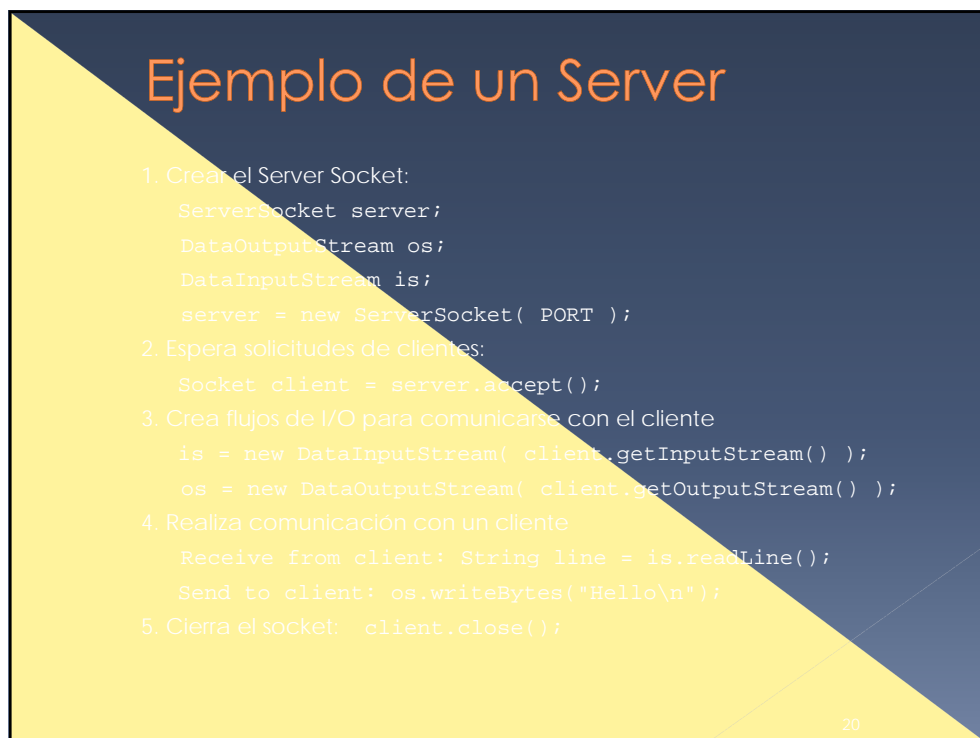 Ejemplo de un Server
1. Crear el Server Socket:
ServerSocket server;
DataOutputStream os;
DataInputStream is;
server = new ServerSocket( PORT );
2. Espera solicitudes de clientes:
Socket client = server.accept();
3. Crea flujos de I/O para comunicarse con el cliente
is = new DataInputStream( client.getInputStream() );
os = new DataOutputStream( client.getOutputStream() );
4. Realiza comunicación con un cliente
Receive from client: String line = is.readLine();
Send to client: os.writeBytes("Hello\n");
5. Cierra el socket: client.close();
20